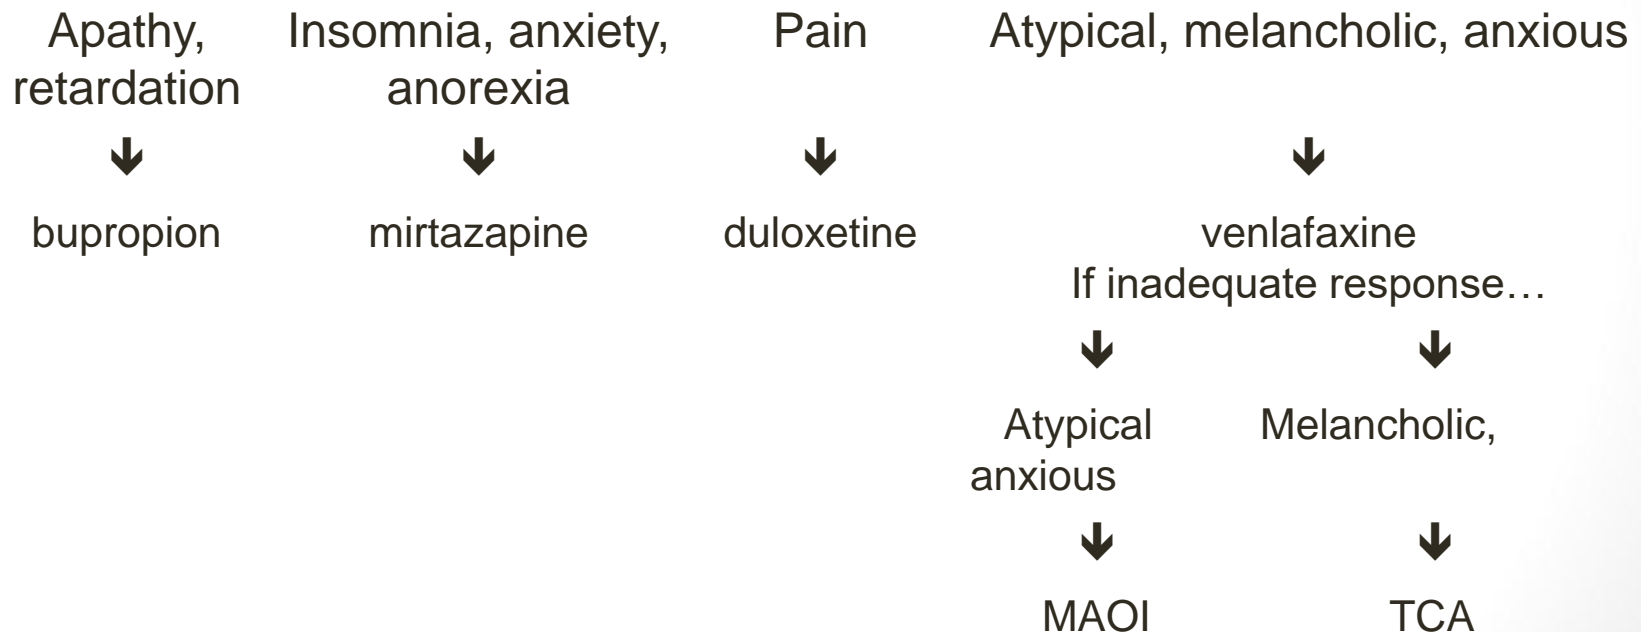 Apathy, Insomnia, anxiety, Pain Atypical, melancholic, anxious
retardation anorexia
🡻 🡻 🡻 🡻
bupropion mirtazapine duloxetine venlafaxine
If inadequate response…
🡻 🡻
Atypical Melancholic,
anxious
🡻 🡻
MAOI TCA